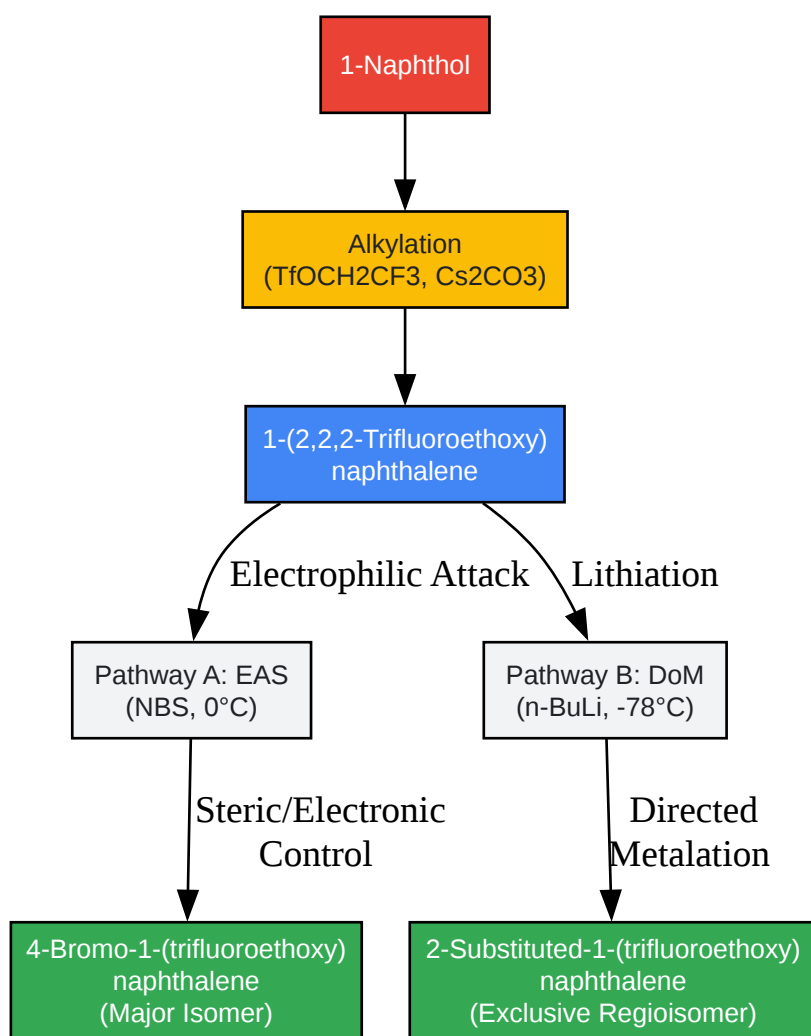 1-Naphthol
Alkylation
(TfOCH2CF3, Cs2CO3)
1-(2,2,2-Trifluoroethoxy)
naphthalene
Electrophilic Attack
Lithiation
Pathway A: EAS
(NBS, 0°C)
Pathway B: DoM
(n-BuLi, -78°C)
Steric/Electronic
Control
Directed
Metalation
4-Bromo-1-(trifluoroethoxy)
naphthalene
(Major Isomer)
2-Substituted-1-(trifluoroethoxy)
naphthalene
(Exclusive Regioisomer)